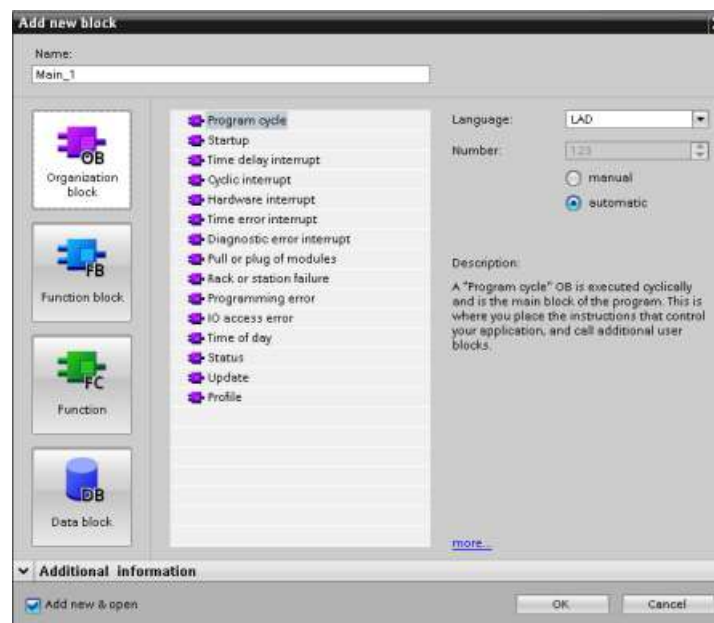 Add new block
Name:
Main_1
OB
Organization
block
FB
Function block
FC
Function
DB
Data block
Program cycle
Startup
Time delay interrupt
Cyclic interrupt
Hardware interrupt
Time error interrupt
Diagnostic error interrupt
Pull or plug of modules
Rack or station failure
Programming error
IO access error
Time of day
Status
Update
Profile
Language:
LAD
Number:
123
manual
automatic
Description:
A "Program cycle" OB is executed cyclically
and is the main block of the program. This is
where you place the instructions that control
your application, and call additional user
blocks.
more...
Additional information
Add new & open
OK
Cancel